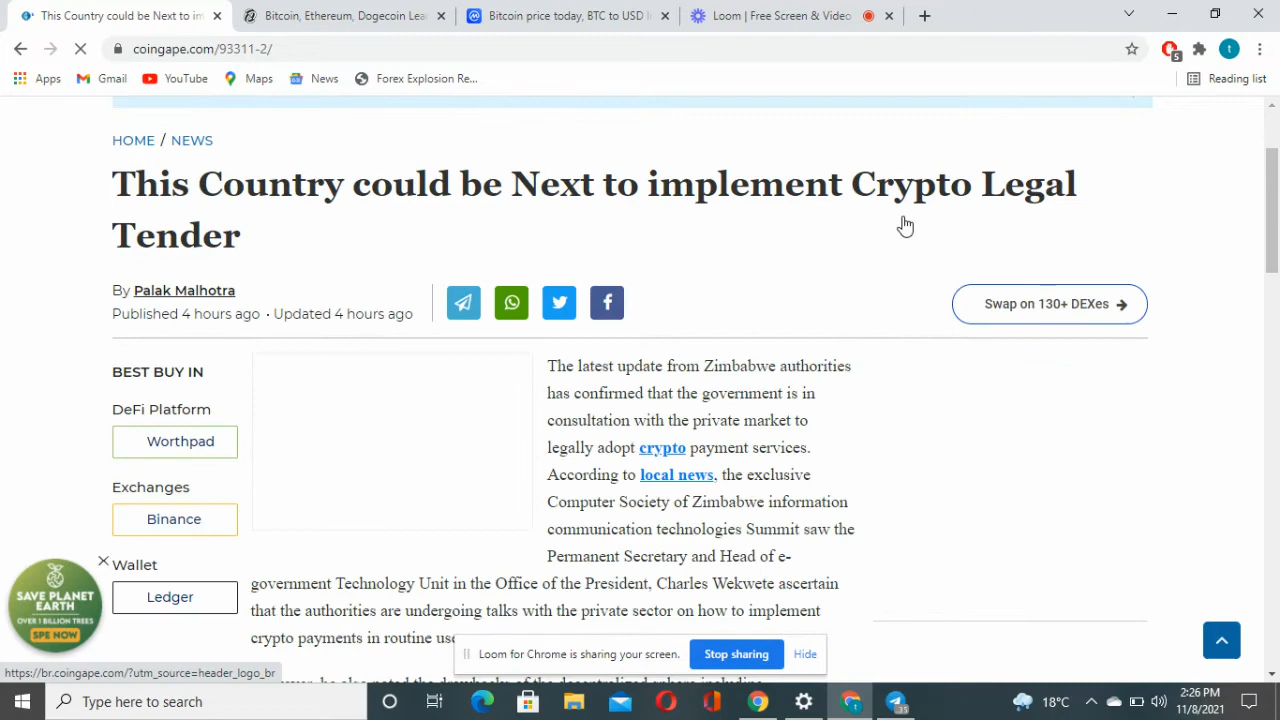 This Country could be Next to im
Bitcoin, Ethereum, Dogecoin Lea
Bitcoin price today, BTC to USD l
Loom | Free Screen & Video
coingape.com/93311-2/
5
t
Apps
Gmail
YouTube
Maps
News
Forex Explosion Re...
Reading list
HOME / NEWS
This Country could be Next to implement Crypto Legal
Tender
By Palak Malhotra
Published 4 hours ago · Updated 4 hours ago
Swap on 130+ DEXes
BEST BUY IN
DeFi Platform
Worthpad
Exchanges
Binance
Wallet
Ledger
SAVE PLANET
EARTH
OVER 1 BILLION TREES
SPE NOW
The latest update from Zimbabwe authorities
has confirmed that the government is in
consultation with the private market to
legally adopt crypto payment services.
According to local news, the exclusive
Computer Society of Zimbabwe information
communication technologies Summit saw the
Permanent Secretary and Head of e-
government Technology Unit in the Office of the President, Charles Wekwete ascertain
that the authorities are undergoing talks with the private sector on how to implement
crypto payments in routine use
Loom for Chrome is sharing your screen.
Stop sharing
Hide
https://br.coingape.com/?utm_source=header_logo_br
Type here to search
35
18°C
2:26 PM
11/8/2021